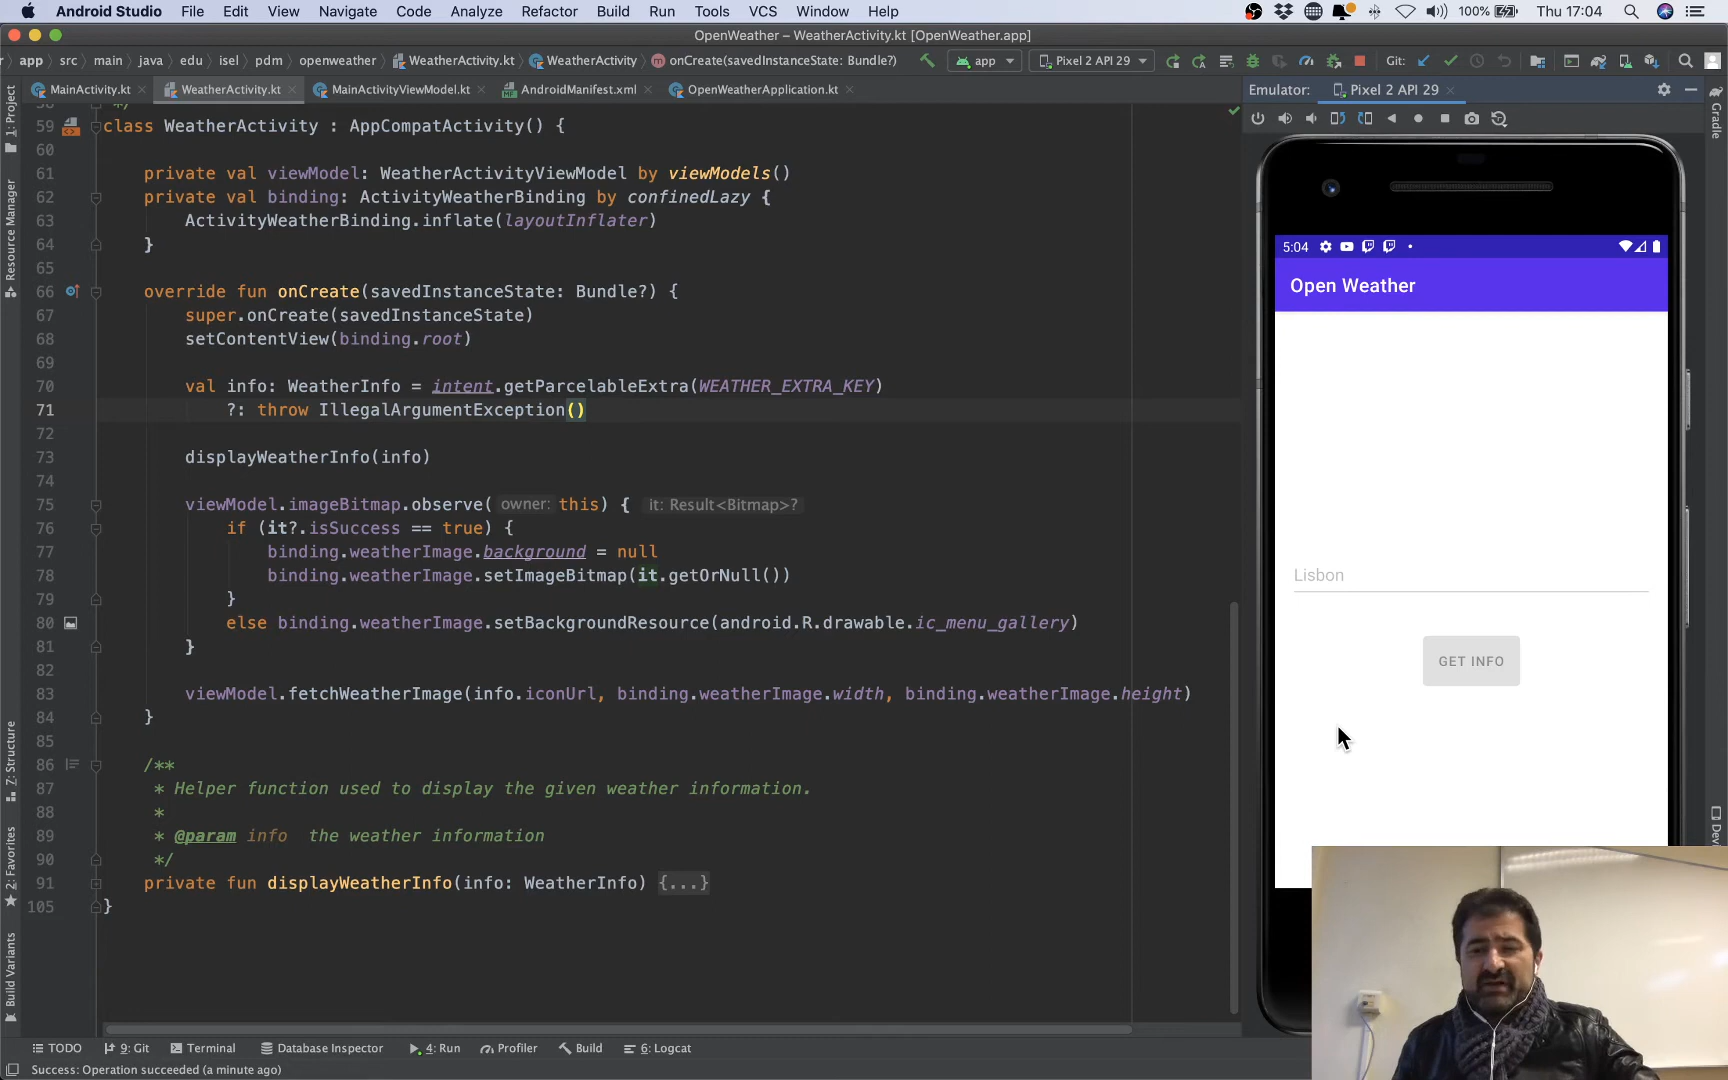 Android Studio File Edit View Navigate Code Analyze Refactor Build Run Tools VCS Window Help 100% Thu 17:04
OpenWeather – WeatherActivity.kt [OpenWeather.app]
app src main java edu isel pdm openweather WeatherActivity.kt WeatherActivity onCreate(savedInstanceState: Bundle?) app Pixel 2 API 29 Git:
MainActivity.kt WeatherActivity.kt MainActivityViewModel.kt AndroidManifest.xml OpenWeatherApplication.kt Emulator: Pixel 2 API 29
1: Project
Resource Manager
Z: Structure
2: Favorites
Build Variants
Gradle
58 */
59 class WeatherActivity : AppCompatActivity() {
60
61 private val viewModel: WeatherActivityViewModel by viewModels()
62 private val binding: ActivityWeatherBinding by confinedLazy {
63 ActivityWeatherBinding.inflate(layoutInflater)
64 }
65
66 override fun onCreate(savedInstanceState: Bundle?) {
67 super.onCreate(savedInstanceState)
68 setContentView(binding.root)
69
70 val info: WeatherInfo = intent.getParcelableExtra(WEATHER_EXTRA_KEY)
71 ?: throw IllegalArgumentException()
72
73 displayWeatherInfo(info)
74
75 viewModel.imageBitmap.observe( owner: this) { it: Result<Bitmap>?
76 if (it?.isSuccess == true) {
77 binding.weatherImage.background = null
78 binding.weatherImage.setImageBitmap(it.getOrNull())
79 }
80 else binding.weatherImage.setBackgroundResource(android.R.drawable.ic_menu_gallery)
81 }
82
83 viewModel.fetchWeatherImage(info.iconUrl, binding.weatherImage.width, binding.weatherImage.height)
84 }
85
86 /**
87 * Helper function used to display the given weather information.
88 *
89 * @param info the weather information
90 */
91 private fun displayWeatherInfo(info: WeatherInfo) {...}
105 }
5:04
Open Weather
Lisbon
GET INFO
TODO 9: Git Terminal Database Inspector 4: Run Profiler Build 6: Logcat
Success: Operation succeeded (a minute ago)